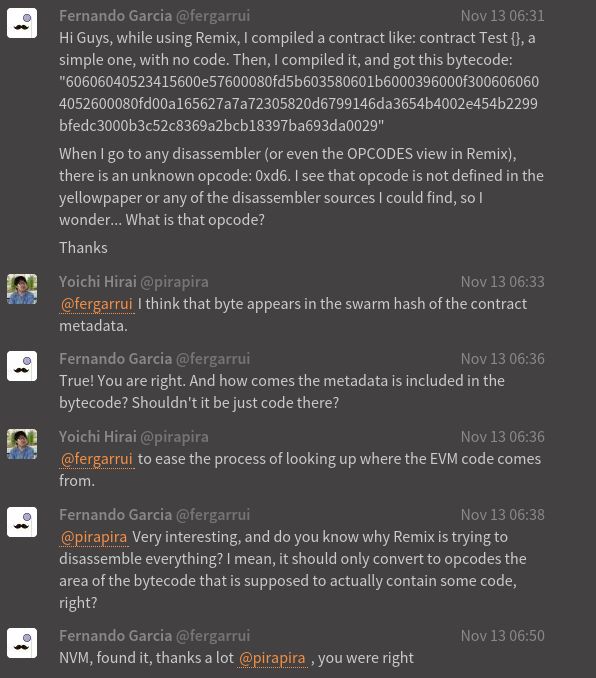 Fernando Garcia @fergarrui Nov 13 06:31
Hi Guys, while using Remix, I compiled a contract like: contract Test {}, a
simple one, with no code. Then, I compiled it, and got this bytecode:
"60606040523415600e57600080fd5b603580601b6000396000f300606060
4052600080fd00a165627a7a72305820d6799146da3654b4002e454b2299
bfedc3000b3c52c8369a2bcb18397ba693da0029"
When I go to any disassembler (or even the OPCODES view in Remix),
there is an unknown opcode: 0xd6. I see that opcode is not defined in the
yellowpaper or any of the disassembler sources I could find, so I
wonder... What is that opcode?
Thanks
Yoichi Hirai @pirapira Nov 13 06:33
@fergarrui I think that byte appears in the swarm hash of the contract
metadata.
Fernando Garcia @fergarrui Nov 13 06:36
True! You are right. And how comes the metadata is included in the
bytecode? Shouldn't it be just code there?
Yoichi Hirai @pirapira Nov 13 06:36
@fergarrui to ease the process of looking up where the EVM code comes
from.
Fernando Garcia @fergarrui Nov 13 06:38
@pirapira Very interesting, and do you know why Remix is trying to
disassemble everything? I mean, it should only convert to opcodes the
area of the bytecode that is supposed to actually contain some code,
right?
Fernando Garcia @fergarrui Nov 13 06:50
NVM, found it, thanks a lot @pirapira , you were right